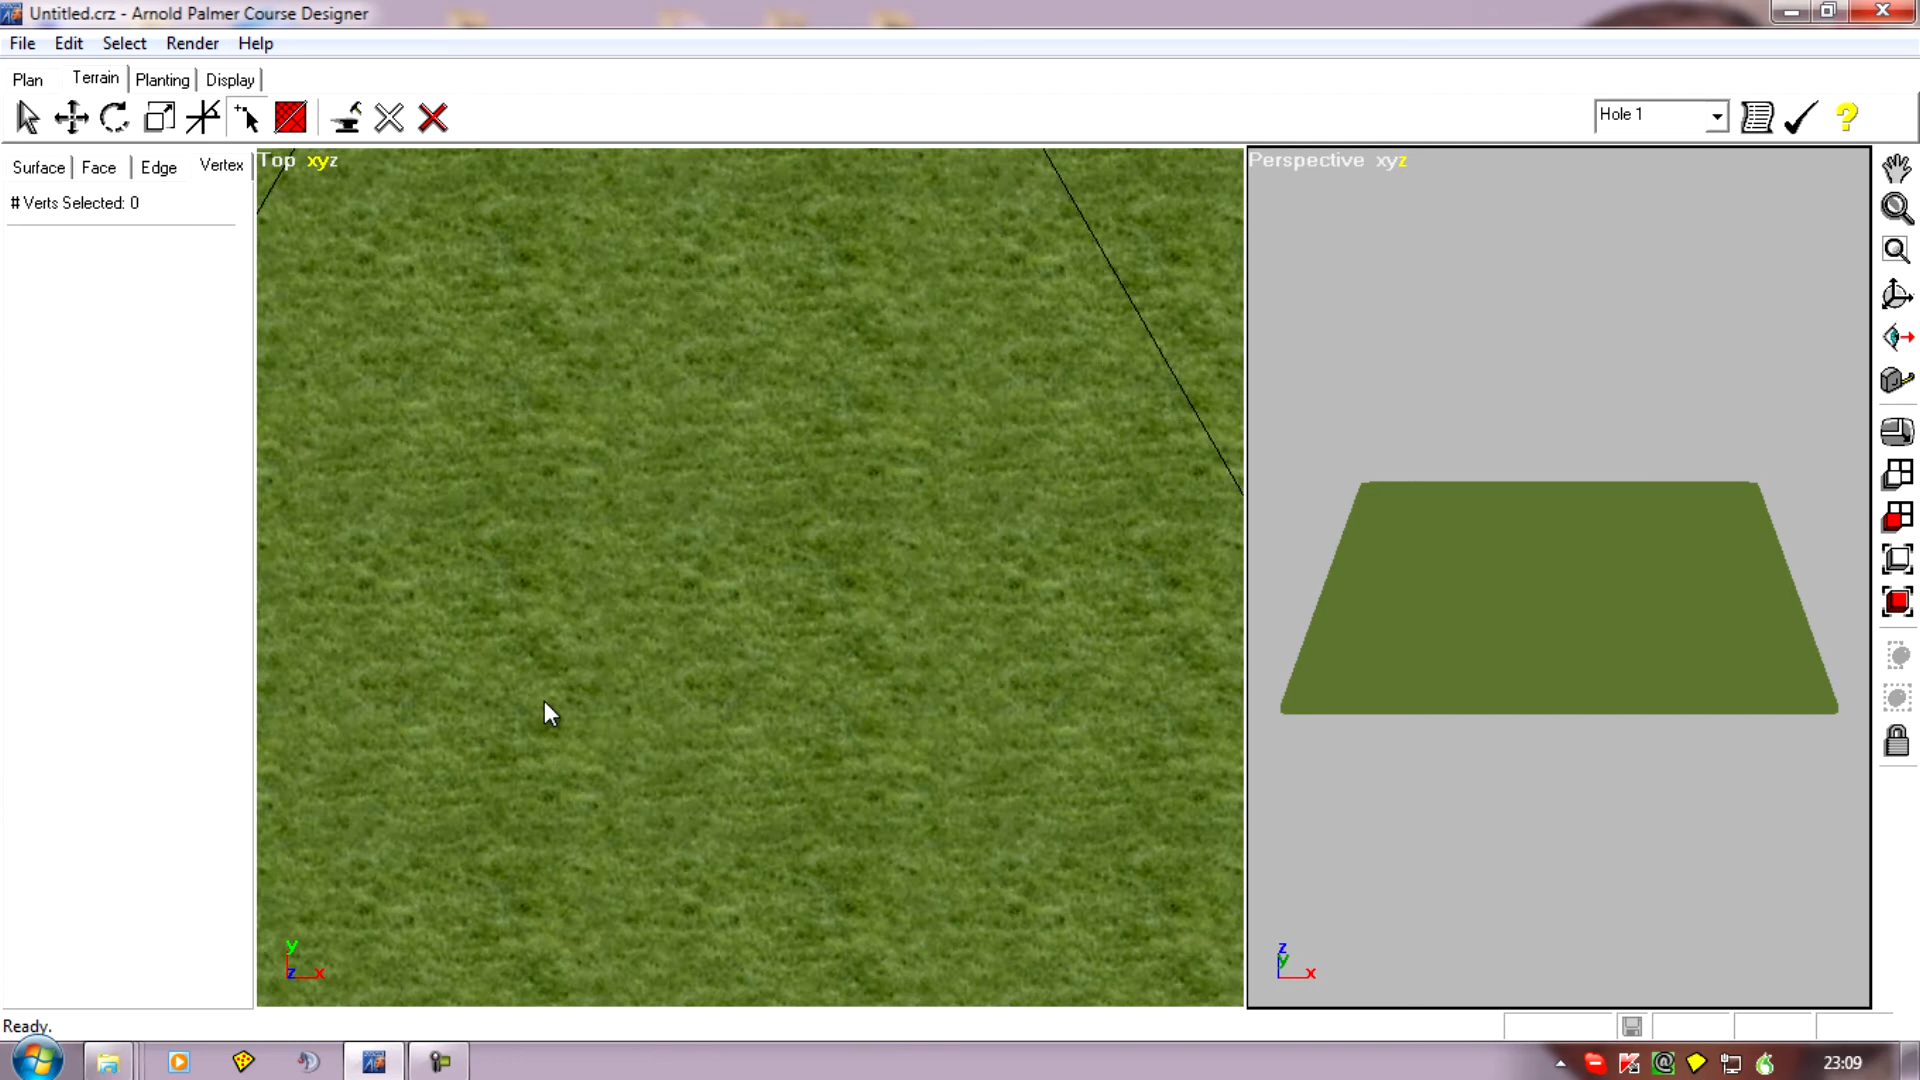 Untitled.crz - Arnold Palmer Course Designer
File Edit Select Render Help
Plan Terrain Planting Display
Hole 1
Surface Face Edge Vertex
# Verts Selected: 0
Top xyz
Perspective xyz
y
z x
z
y
x
Ready.
23:09